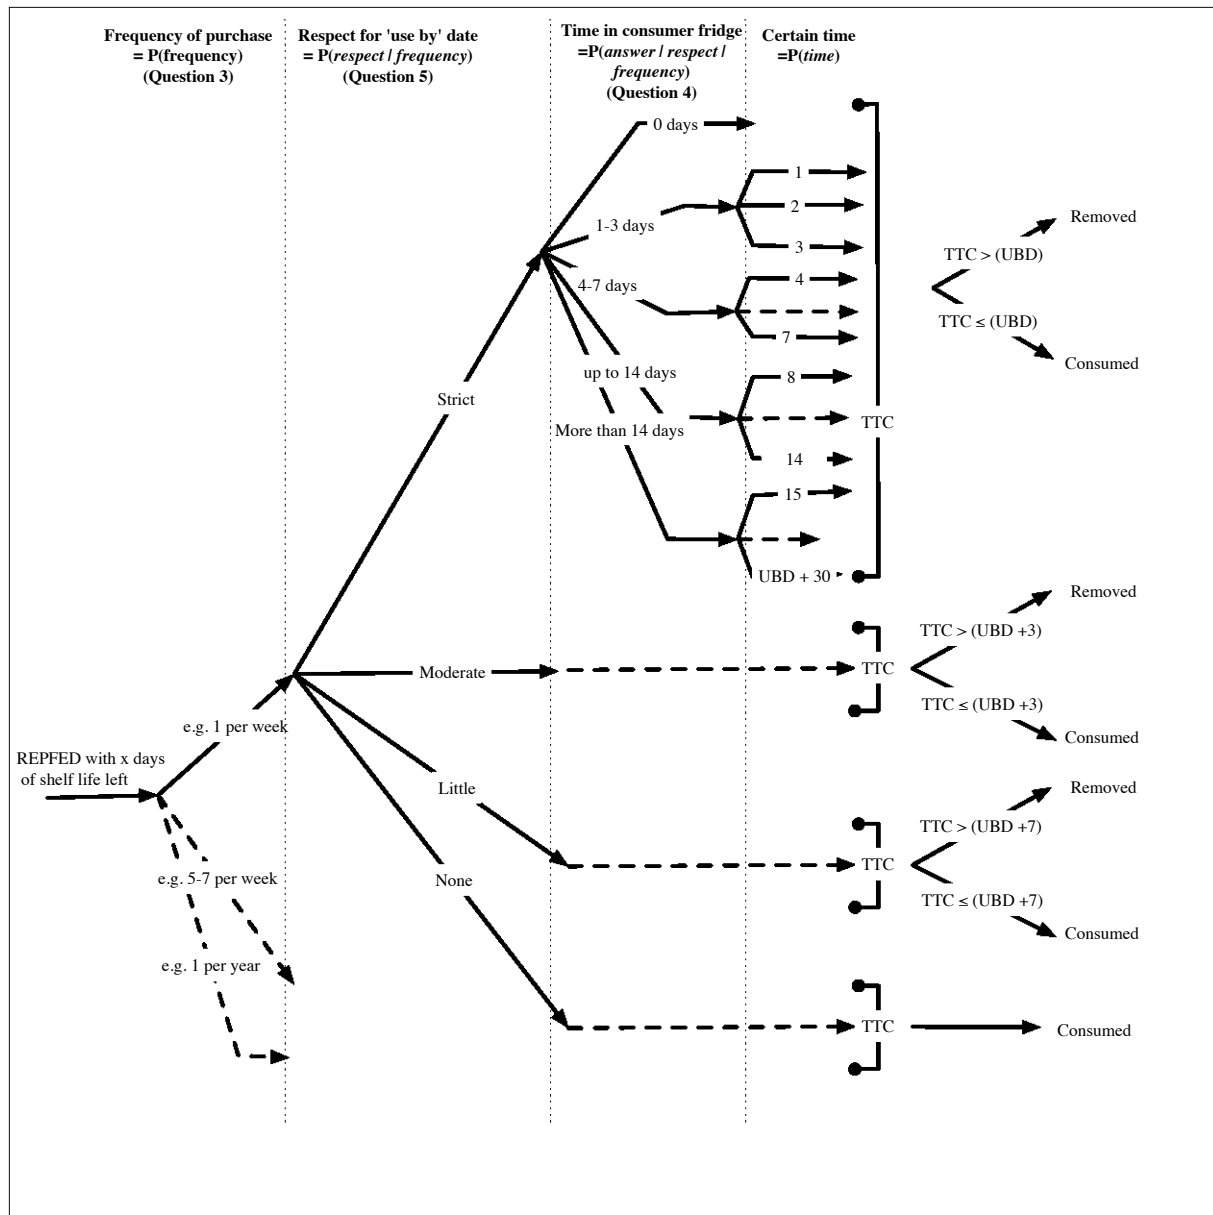 Frequency of purchase
= P(frequency)
(Question 3)
Respect for 'use by' date
= P(respect | frequency)
(Question 5)
Time in consumer fridge
=P(answer | respect |
frequency)
(Question 4)
Certain time
=P(time)
0 days
1
2
3
1-3 days
4-7 days
4
7
up to 14 days
8
More than 14 days
14
15
UBD + 30
TTC
TTC > (UBD)
Removed
TTC ≤ (UBD)
Consumed
Strict
Moderate
TTC
TTC > (UBD +3)
Removed
TTC ≤ (UBD +3)
Consumed
e.g. 1 per week
REPFED with x days
of shelf life left
Little
TTC
TTC > (UBD +7)
Removed
TTC ≤ (UBD +7)
Consumed
e.g. 5-7 per week
None
e.g. 1 per year
TTC
Consumed